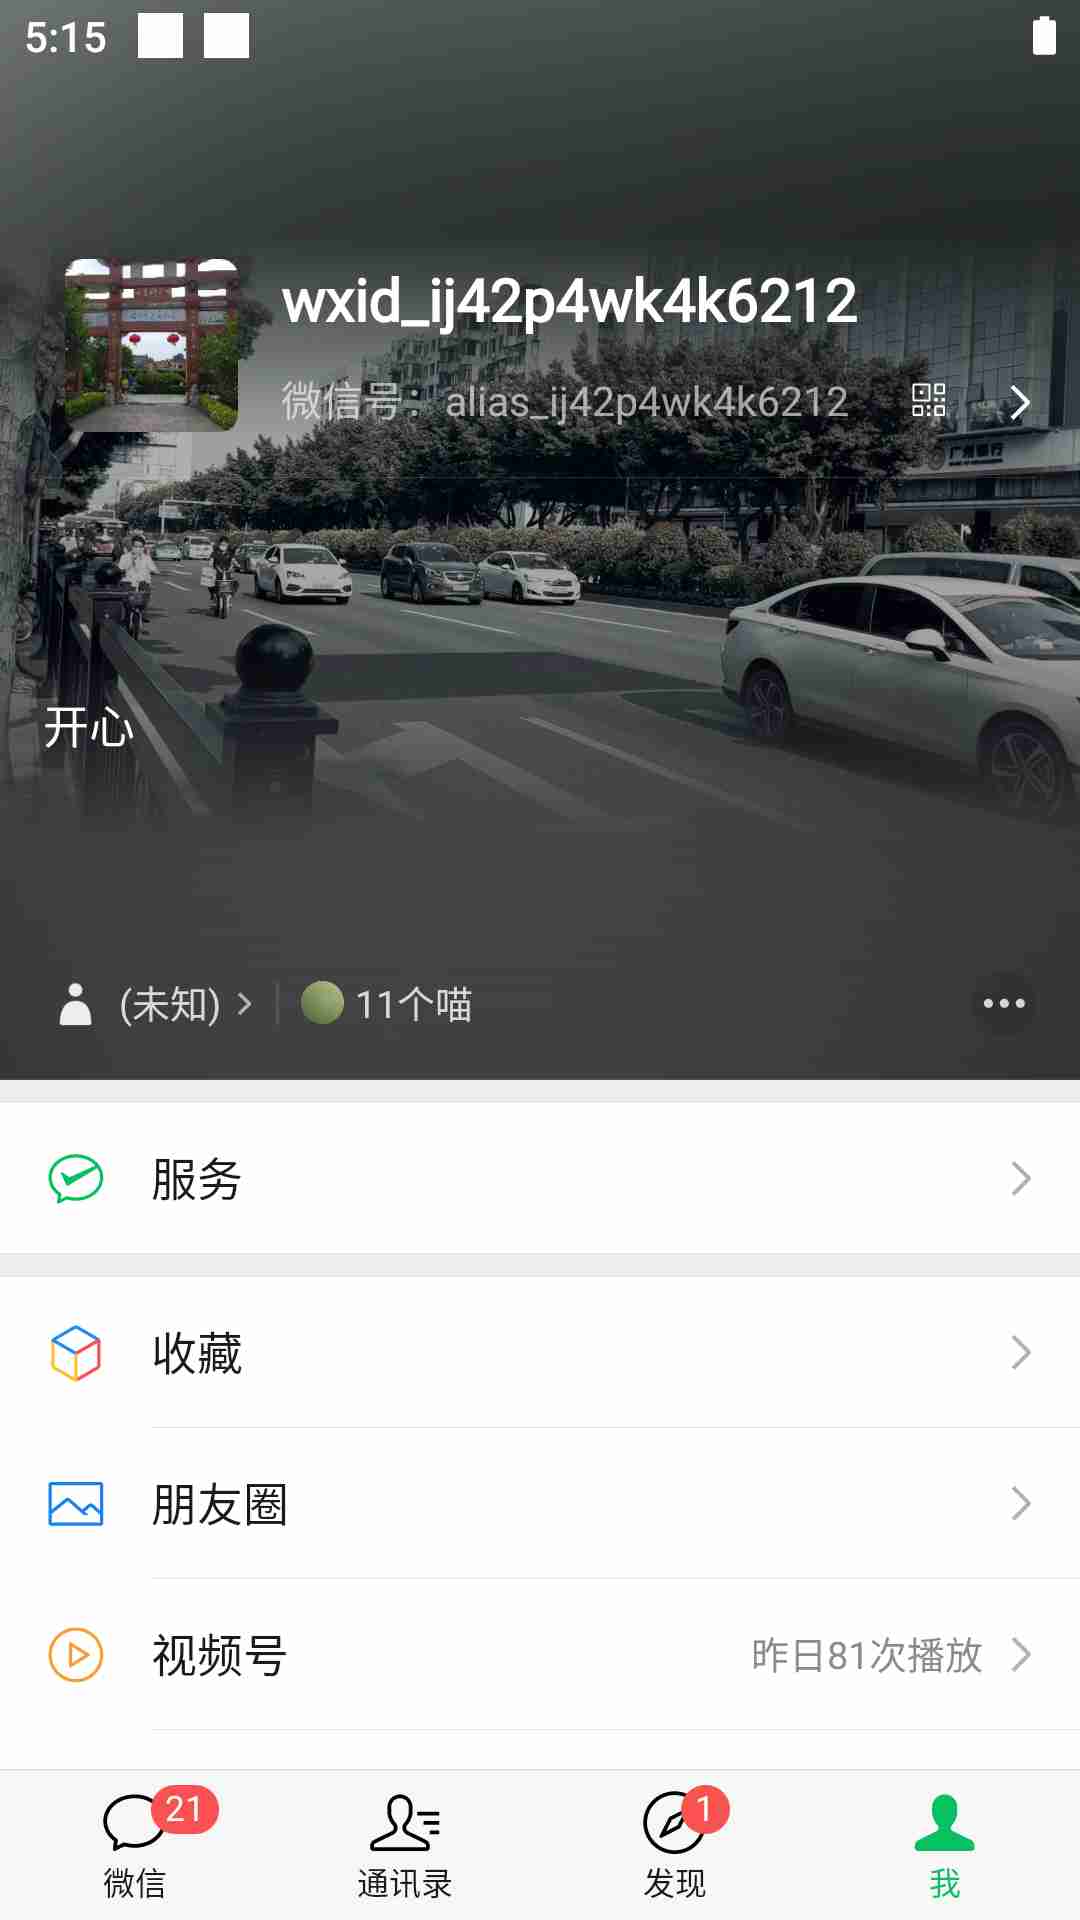 5:15
wxid_ij42p4wk4k6212
微信号：alias_ij42p4wk4k6212
开心
(未知)
11个喵
服务
收藏
朋友圈
视频号
昨日81次播放
21
1
微信
通讯录
发现
我